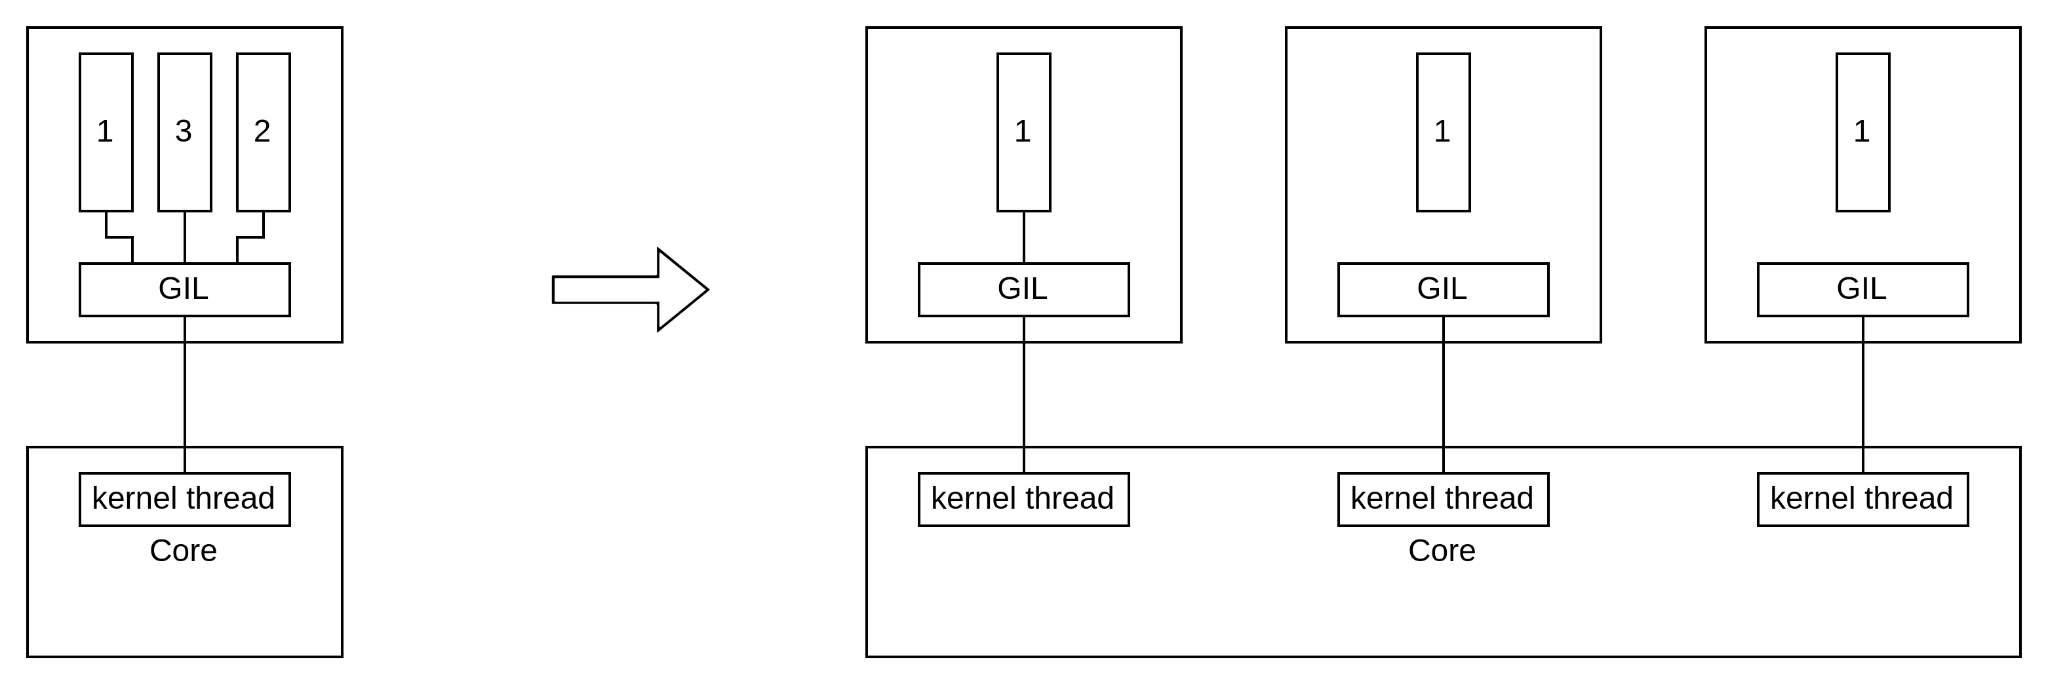 1 3 2
GIL
kernel thread
Core
1
GIL
1
GIL
1
GIL
kernel thread
kernel thread
kernel thread
Core